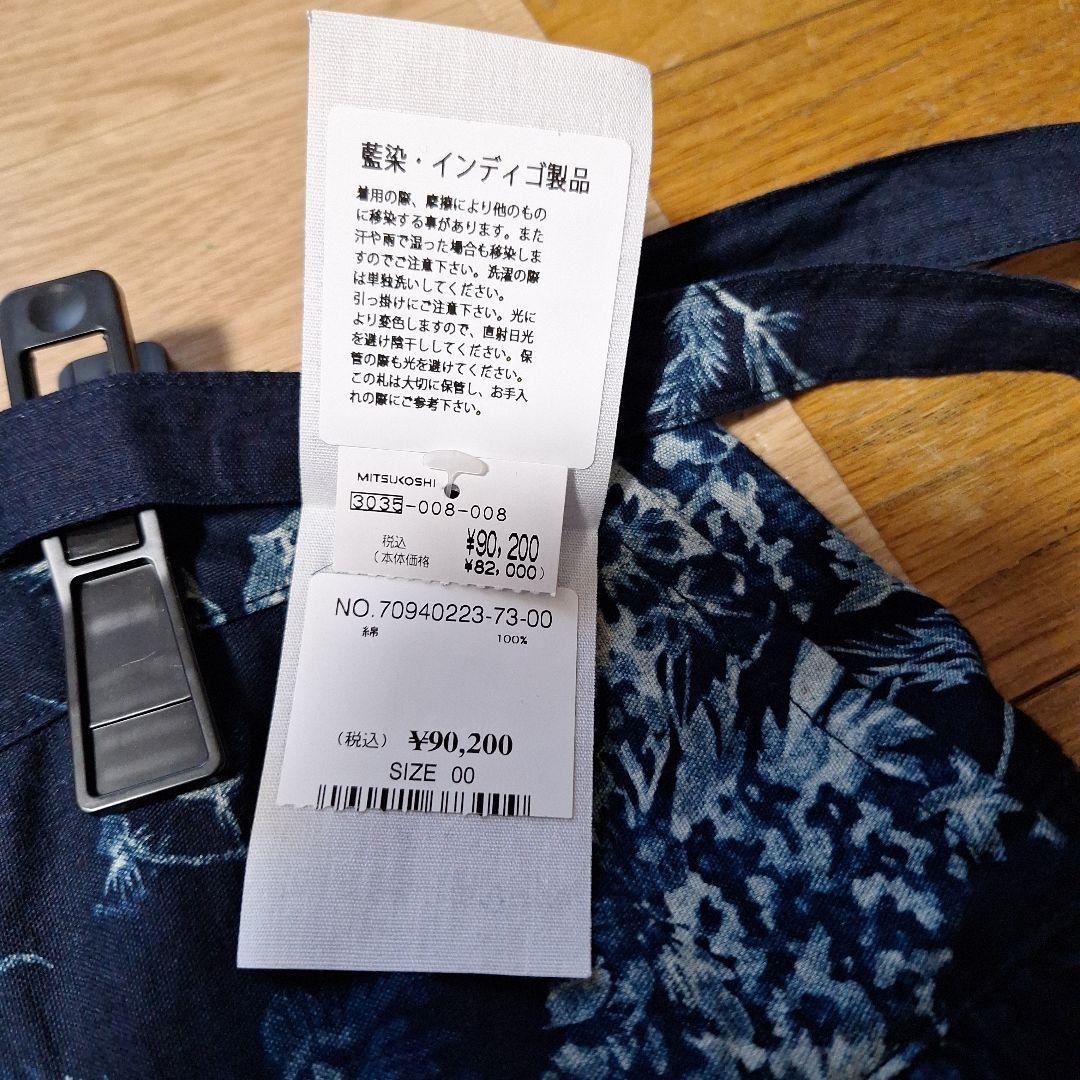 藍染・インディゴ製品
着用の際、摩擦により他のもの
に移染する事があります。また
汗や雨で湿った場合も移染しま
すのでご注意下さい。洗濯の際
は単独洗いしてください。
引っ掛けにご注意下さい。光に
より変色しますので、直射日光
を避け陰干ししてください。保
管の際も光を避けてください。
この札は大切に保管し、お手入
れの際にご参考下さい。
MITSUKOSHI
3035-008-008
税込 ¥90,200
(本体価格 ¥82,000)
NO.70940223-73-00
綿 100%
(税込) ¥90,200
SIZE 00